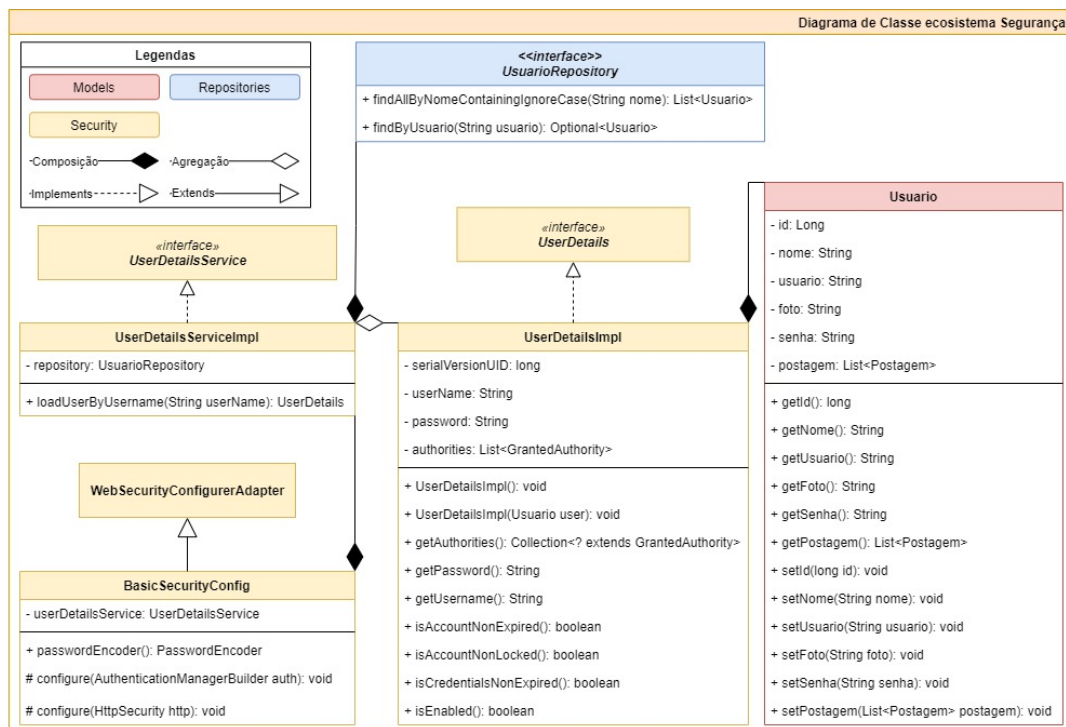 Diagrama de Classe ecosistema Segurança
Legendas
Models
Repositories
Security
Composição
Agregação
Implements
Extends
<<interface>>
UsuarioRepository
+ findAllByNomeContainingIgnoreCase(String nome): List<Usuario>
+ findByUsuario(String usuario): Optional<Usuario>
«interface»
UserDetailsService
«interface»
UserDetails
UserDetailsServiceImpl
- repository: UsuarioRepository
+ loadUserByUsername(String userName): UserDetails
WebSecurityConfigurerAdapter
BasicSecurityConfig
- userDetailsService: UserDetailsService
+ passwordEncoder(): PasswordEncoder
# configure(AuthenticationManagerBuilder auth): void
# configure(HttpSecurity http): void
UserDetailsImpl
- serialVersionUID: long
- userName: String
- password: String
- authorities: List<GrantedAuthority>
+ UserDetailsImpl(): void
+ UserDetailsImpl(Usuario user): void
+ getAuthorities(): Collection<? extends GrantedAuthority>
+ getPassword(): String
+ getUsername(): String
+ isAccountNonExpired(): boolean
+ isAccountNonLocked(): boolean
+ isCredentialsNonExpired(): boolean
+ isEnabled(): boolean
Usuario
- id: Long
- nome: String
- usuario: String
- foto: String
- senha: String
- postagem: List<Postagem>
+ getId(): long
+ getNome(): String
+ getUsuario(): String
+ getFoto(): String
+ getSenha(): String
+ getPostagem(): List<Postagem>
+ setId(long id): void
+ setNome(String nome): void
+ setUsuario(String usuario): void
+ setFoto(String foto): void
+ setSenha(String senha): void
+ setPostagem(List<Postagem> postagem): void